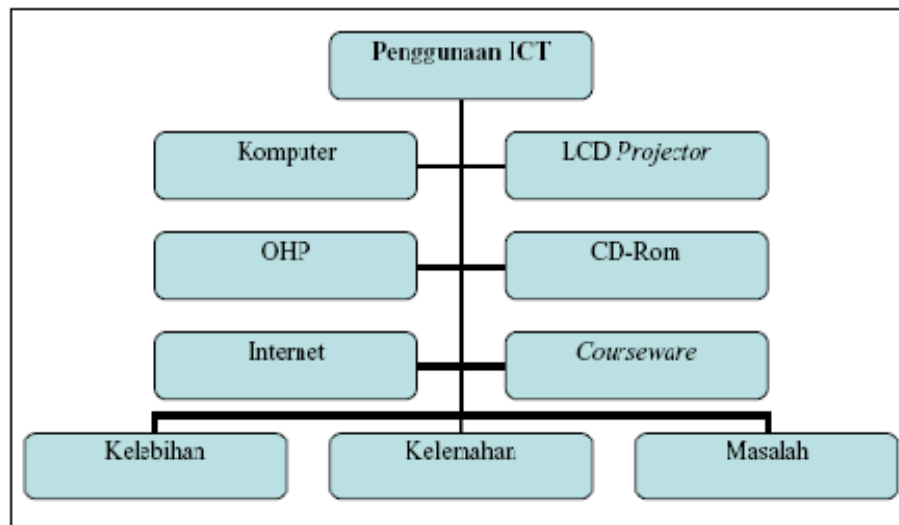 Penggunaan ICT
Komputer
LCD Projector
OHP
CD-Rom
Internet
Courseware
Kelebihan
Kelemahan
Masalah